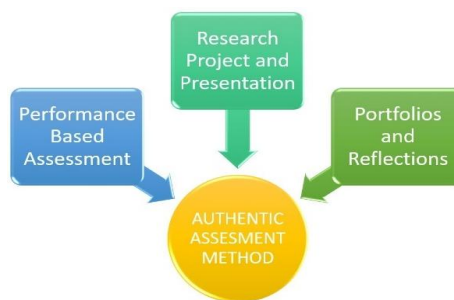 Research
Project and
Presentation
Performance
Based
Assessment
Portfolios
and
Reflections
AUTHENTIC
ASSESMENT
METHOD